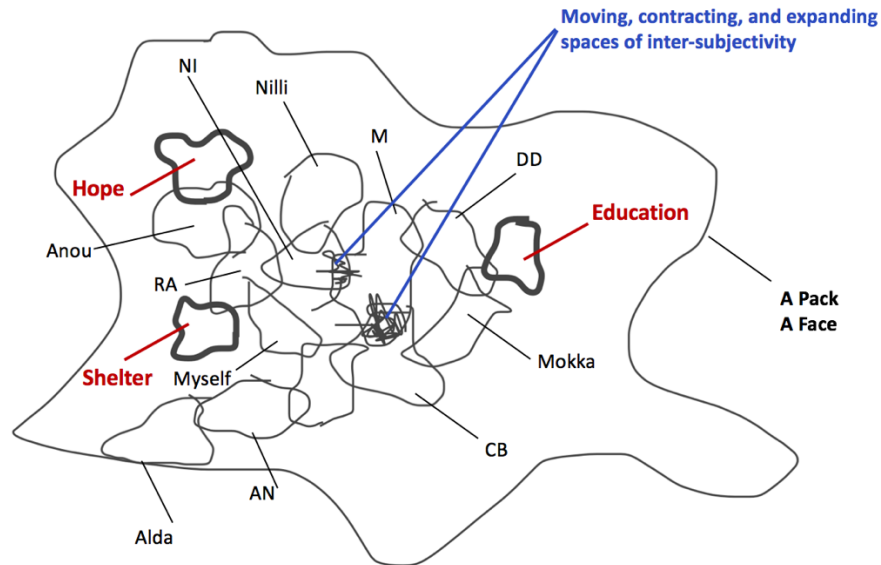 Moving, contracting, and expanding
spaces of inter-subjectivity
NI
Nilli
M
DD
Hope
Education
Anou
RA
A Pack
A Face
Shelter
Myself
Mokka
CB
AN
Alda